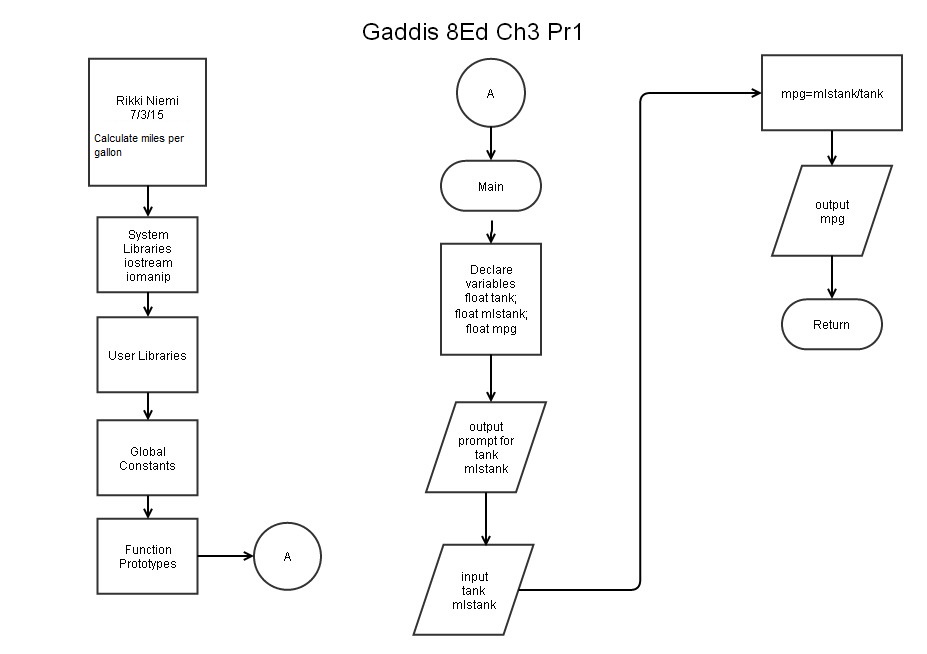 Gaddis 8Ed Ch3 Pr1
Rikki Niemi
7/3/15
Calculate miles per
gallon
System
Libraries
iostream
iomanip
User Libraries
Global
Constants
Function
Prototypes
A
A
Main
Declare
variables
float tank;
float mlstank;
float mpg
output
prompt for
tank
mlstank
input
tank
mlstank
mpg=mlstank/tank
output
mpg
Return